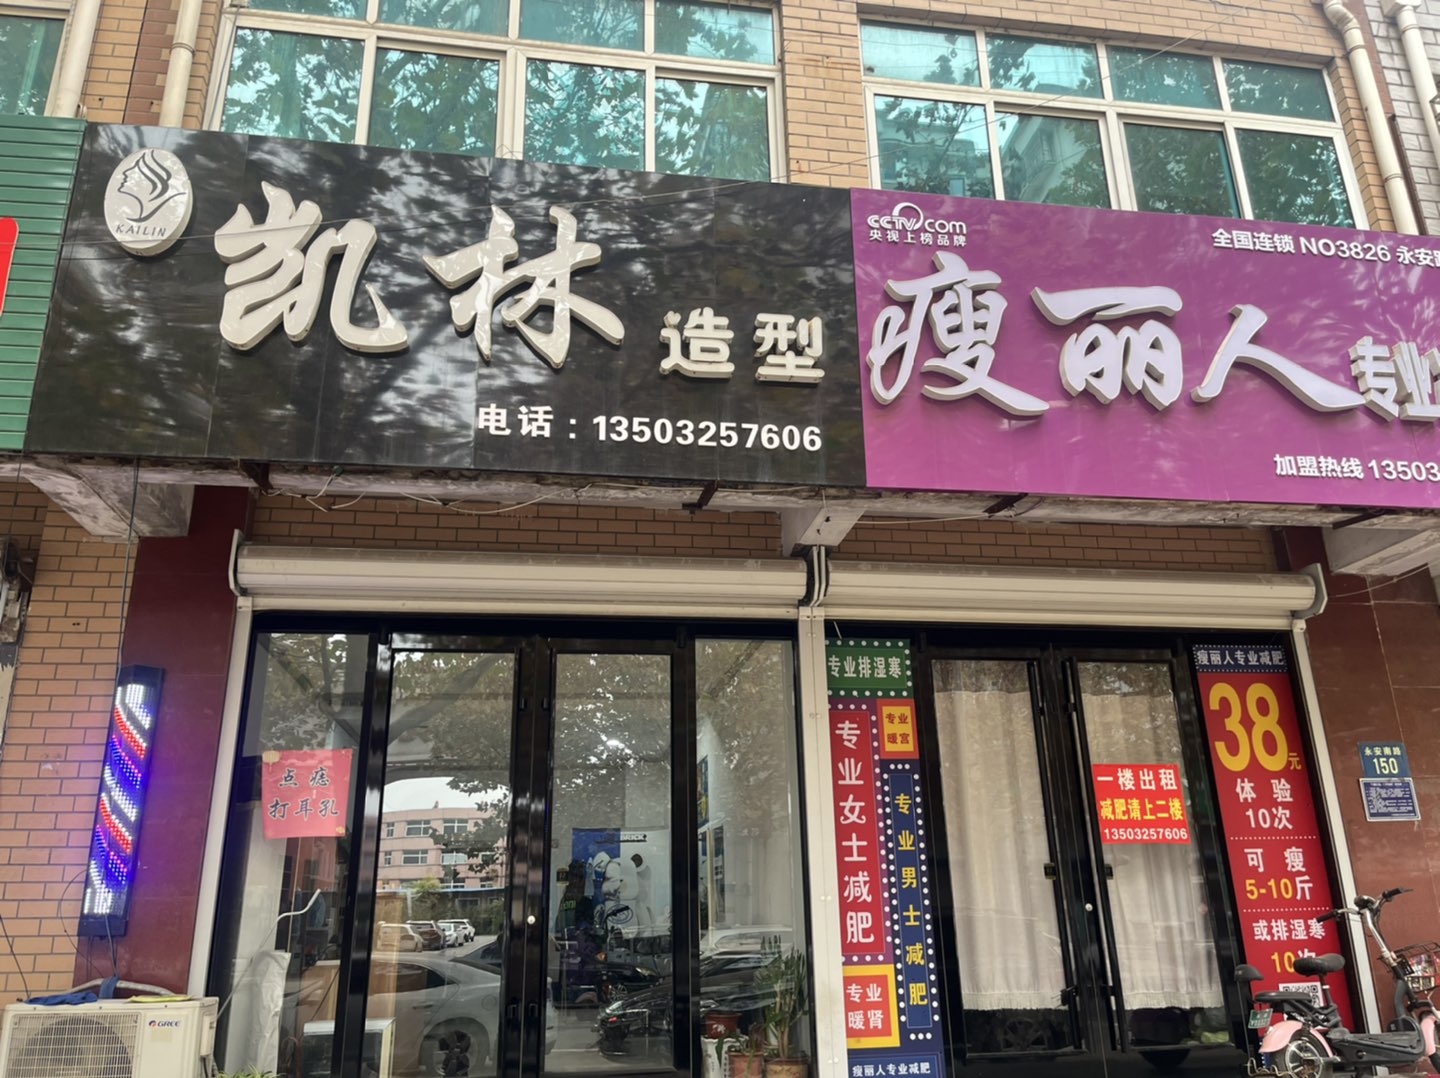 KAILIN
凯林造型
电话：13503257606
CCTV.com
央视上榜品牌
全国连锁 NO3826 永安
瘦丽人专业
加盟热线 13503
点痣
打耳孔
BRICK
专业排湿寒
专业女士减肥
专业
暖宫
专业男士减肥
专业
暖肾
瘦丽人专业减肥
一楼出租
减肥请上二楼
13503257606
瘦丽人专业减肥
38元
体验
10次
可瘦
5-10斤
或排湿寒
10次
永安南路
150
GREE